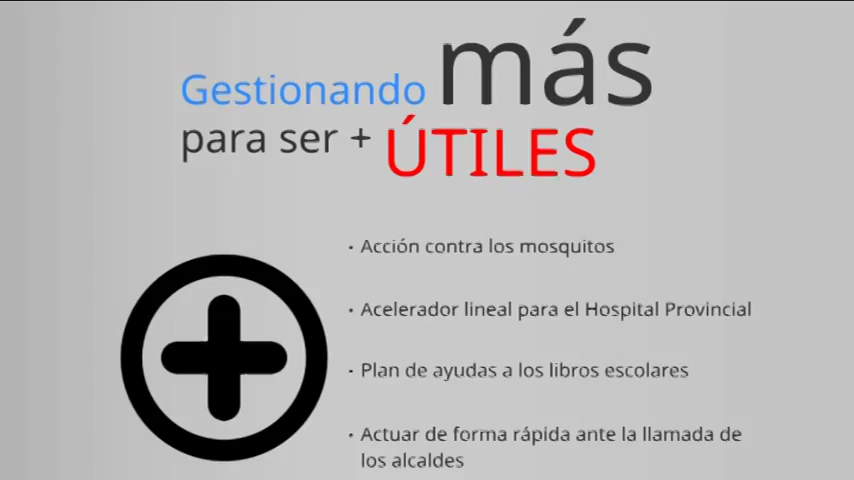 Gestionando más
para ser + ÚTILES
· Acción contra los mosquitos
· Acelerador lineal para el Hospital Provincial
· Plan de ayudas a los libros escolares
· Actuar de forma rápida ante la llamada de
los alcaldes